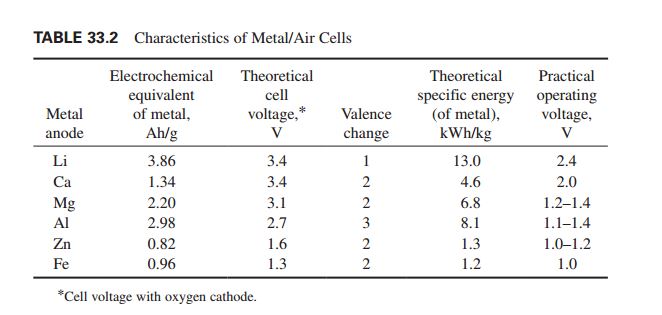 TABLE 33.2 Characteristics of Metal/Air Cells
Electrochemical Theoretical Theoretical Practical
equivalent cell specific energy operating
Metal of metal, voltage,* Valence (of metal), voltage,
anode Ah/g V change kWh/kg V
Li 3.86 3.4 1 13.0 2.4
Ca 1.34 3.4 2 4.6 2.0
Mg 2.20 3.1 2 6.8 1.2–1.4
Al 2.98 2.7 3 8.1 1.1–1.4
Zn 0.82 1.6 2 1.3 1.0–1.2
Fe 0.96 1.3 2 1.2 1.0
*Cell voltage with oxygen cathode.